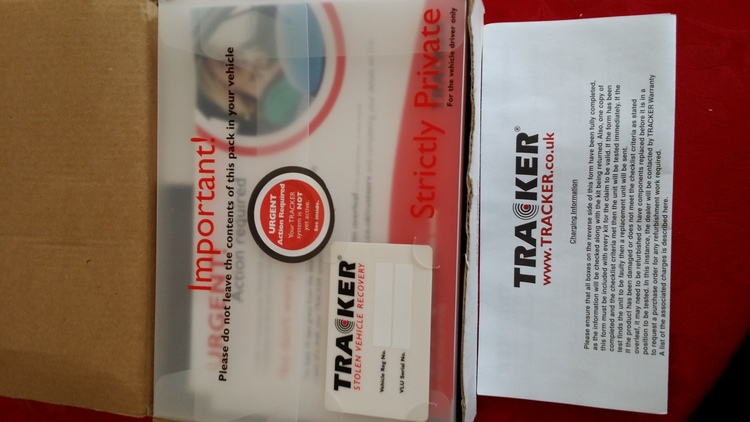 Important!
Please do not leave the contents of this pack in your vehicle
URGENT
Action required
URGENT
Action Required
Your TRACKER
system is NOT
yet active.
See inside.
Strictly Private
For the vehicle driver only
TRACKER®
STOLEN VEHICLE RECOVERY
Vehicle Reg No.
VLU Serial No.
TRACKER®
www.TRACKER.co.uk
Charging Information
Please ensure that all boxes on the reverse side of this form have been fully completed,
as the information will be checked along with the kit being returned. Also, one copy of
this form must be included with every kit for the claim to be valid. If the form has been
completed and the checklist criteria met then the unit will be tested immediately. If the
test finds the unit to be faulty then a replacement unit will be sent.
If the product has been damaged or does not meet the checklist criteria as stated
overleaf, it may need to be refurbished or have components replaced before it is in a
position to be tested. In this instance, the dealer will be contacted by TRACKER Warranty
to request a purchase order for any refurbishment work required.
A list of the associated charges is described here.